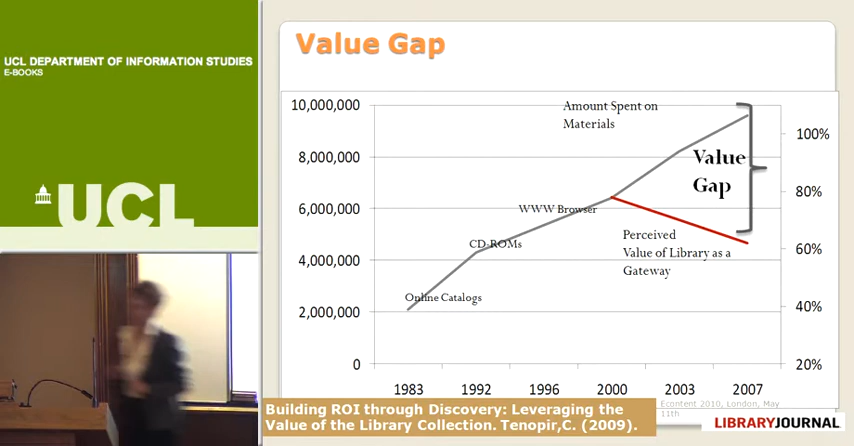 UCL DEPARTMENT OF INFORMATION STUDIES
E-BOOKS
UCL
Value Gap
10,000,000
8,000,000
6,000,000
4,000,000
2,000,000
0
Amount Spent on
Materials
Value
Gap
WWW Browser
CD-ROMs
Online Catalogs
Perceived
Value of Library as a
Gateway
100%
80%
60%
40%
20%
1983 1992 1996 2000 2003 2007
Building ROI through Discovery: Leveraging the
Value of the Library Collection. Tenopir,C. (2009).
Econtent 2010, London, May
11th
LIBRARYJOURNAL